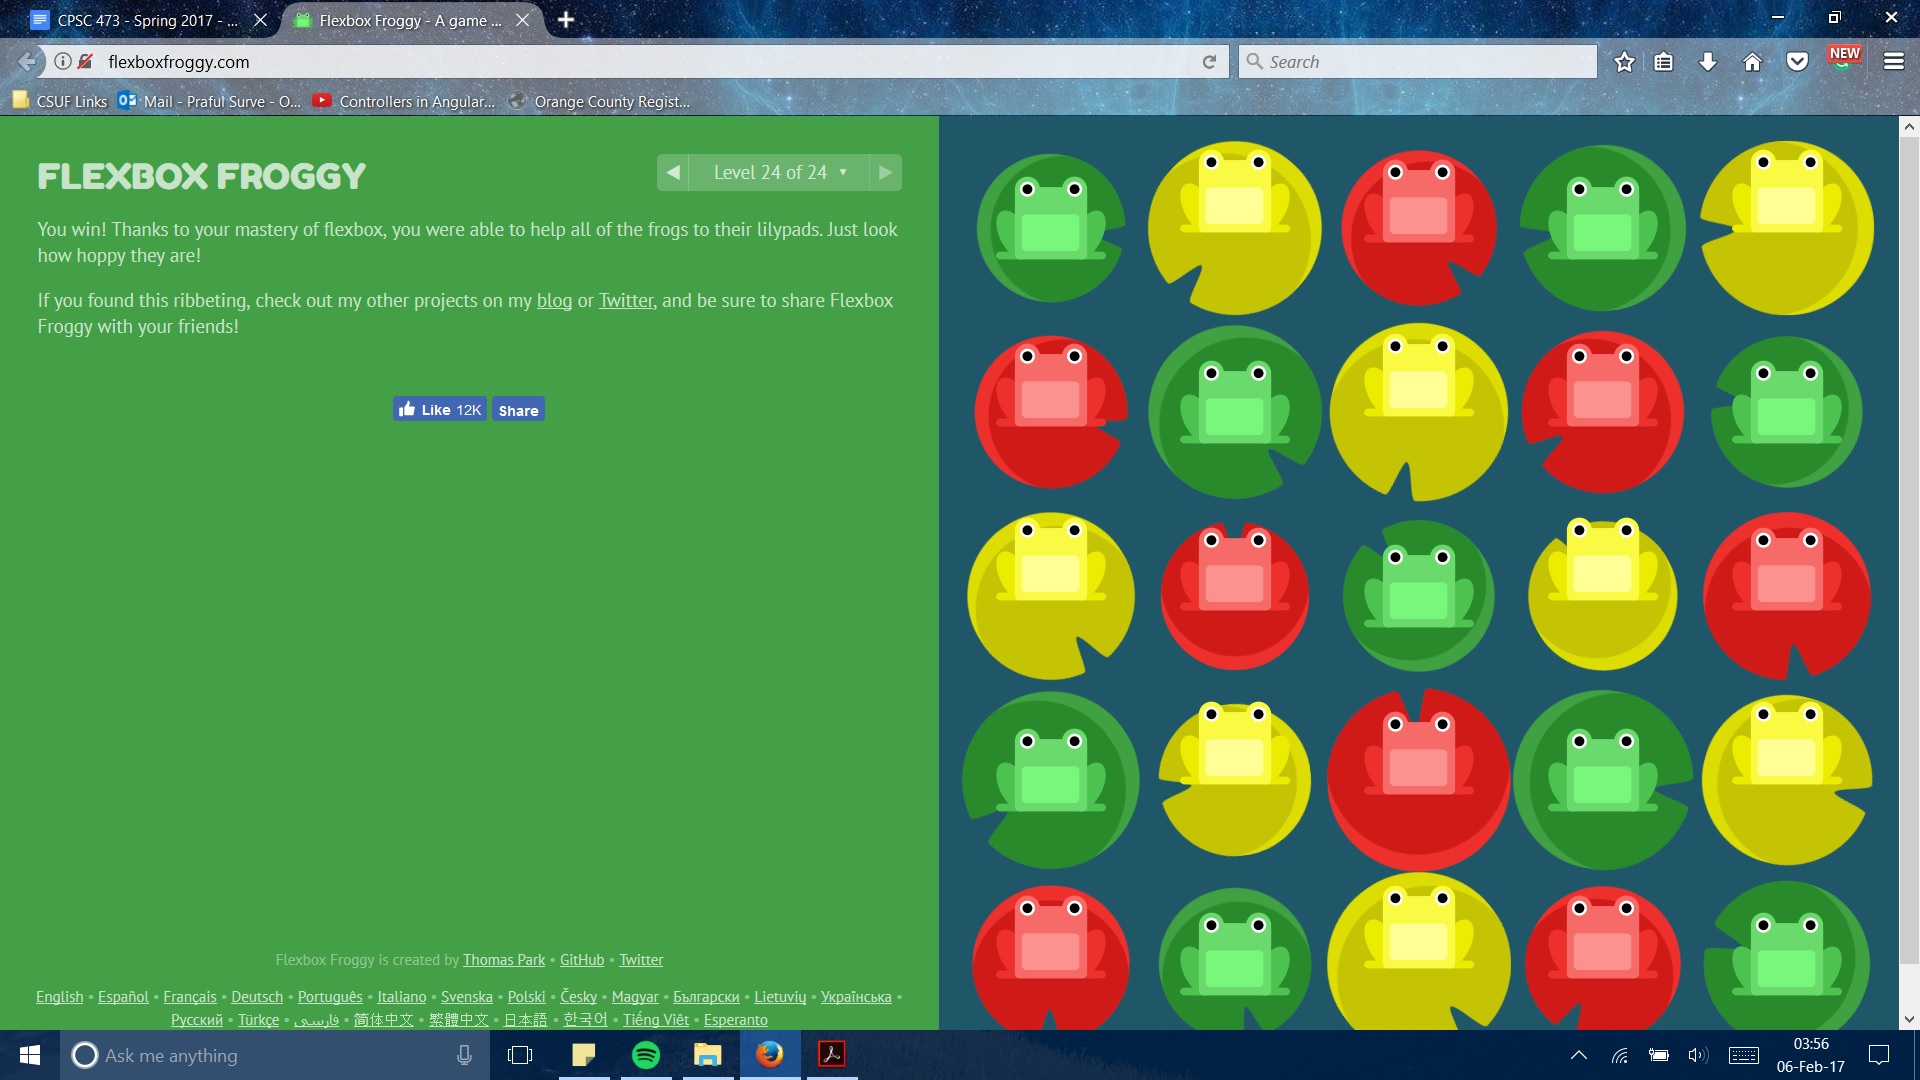 CPSC 473 - Spring 2017 - ...
Flexbox Froggy - A game ...
flexboxfroggy.com
Search
NEW
CSUF Links
Mail - Praful Surve - O...
Controllers in Angular...
Orange County Regist...
FLEXBOX FROGGY
Level 24 of 24
You win! Thanks to your mastery of flexbox, you were able to help all of the frogs to their lilypads. Just look
how hoppy they are!
If you found this ribbeting, check out my other projects on my blog or Twitter, and be sure to share Flexbox
Froggy with your friends!
Like 12K
Share
Flexbox Froggy is created by Thomas Park • GitHub • Twitter
English • Español • Français • Deutsch • Português • Italiano • Svenska • Polski • Česky • Magyar • Български • Lietuvių • Українська •
Русский • Türkçe • فارسی • 简体中文 • 繁體中文 • 日本語 • 한국어 • Tiếng Việt • Esperanto
Ask me anything
03:56
06-Feb-17